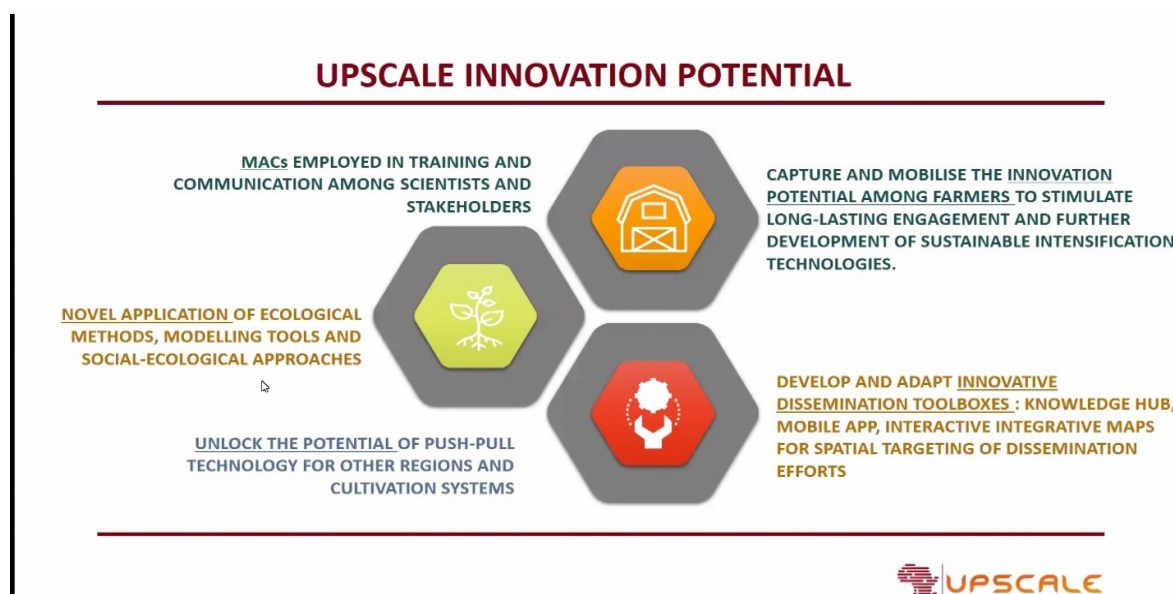 UPSCALE INNOVATION POTENTIAL
MACs EMPLOYED IN TRAINING AND
COMMUNICATION AMONG SCIENTISTS AND
STAKEHOLDERS
CAPTURE AND MOBILISE THE INNOVATION
POTENTIAL AMONG FARMERS TO STIMULATE
LONG-LASTING ENGAGEMENT AND FURTHER
DEVELOPMENT OF SUSTAINABLE INTENSIFICATION
TECHNOLOGIES.
NOVEL APPLICATION OF ECOLOGICAL
METHODS, MODELLING TOOLS AND
SOCIAL-ECOLOGICAL APPROACHES
DEVELOP AND ADAPT INNOVATIVE
DISSEMINATION TOOLBOXES : KNOWLEDGE HUB,
MOBILE APP, INTERACTIVE INTEGRATIVE MAPS
FOR SPATIAL TARGETING OF DISSEMINATION
EFFORTS
UNLOCK THE POTENTIAL OF PUSH-PULL
TECHNOLOGY FOR OTHER REGIONS AND
CULTIVATION SYSTEMS
UPSCALE